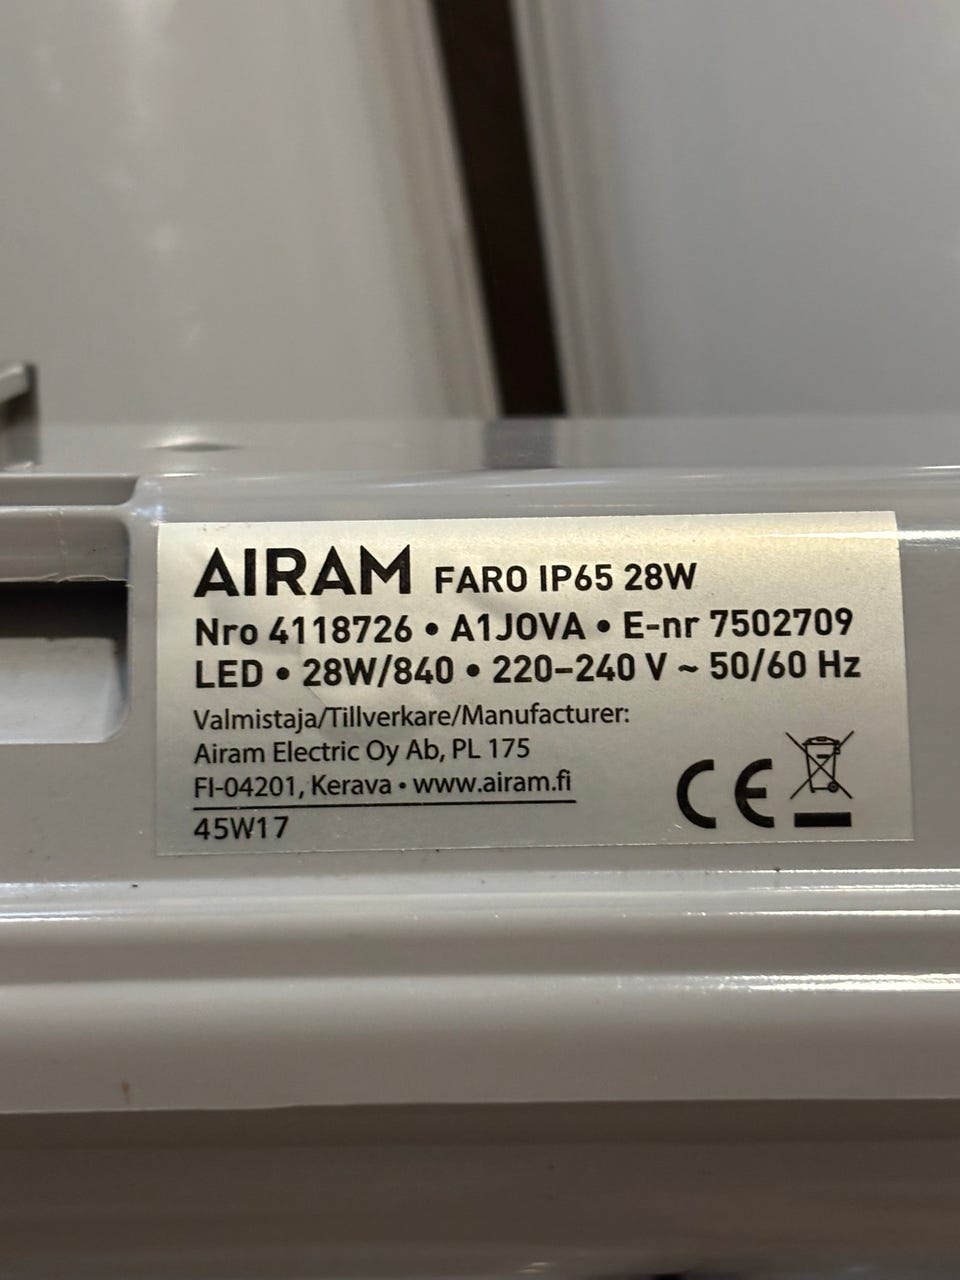 AIRAM FARO IP65 28W
Nro 4118726 • A1JOVA • E-nr 7502709
LED • 28W/840 • 220–240 V ~ 50/60 Hz
Valmistaja/Tillverkare/Manufacturer:
Airam Electric Oy Ab, PL 175
FI-04201, Kerava • www.airam.fi
45W17
CE